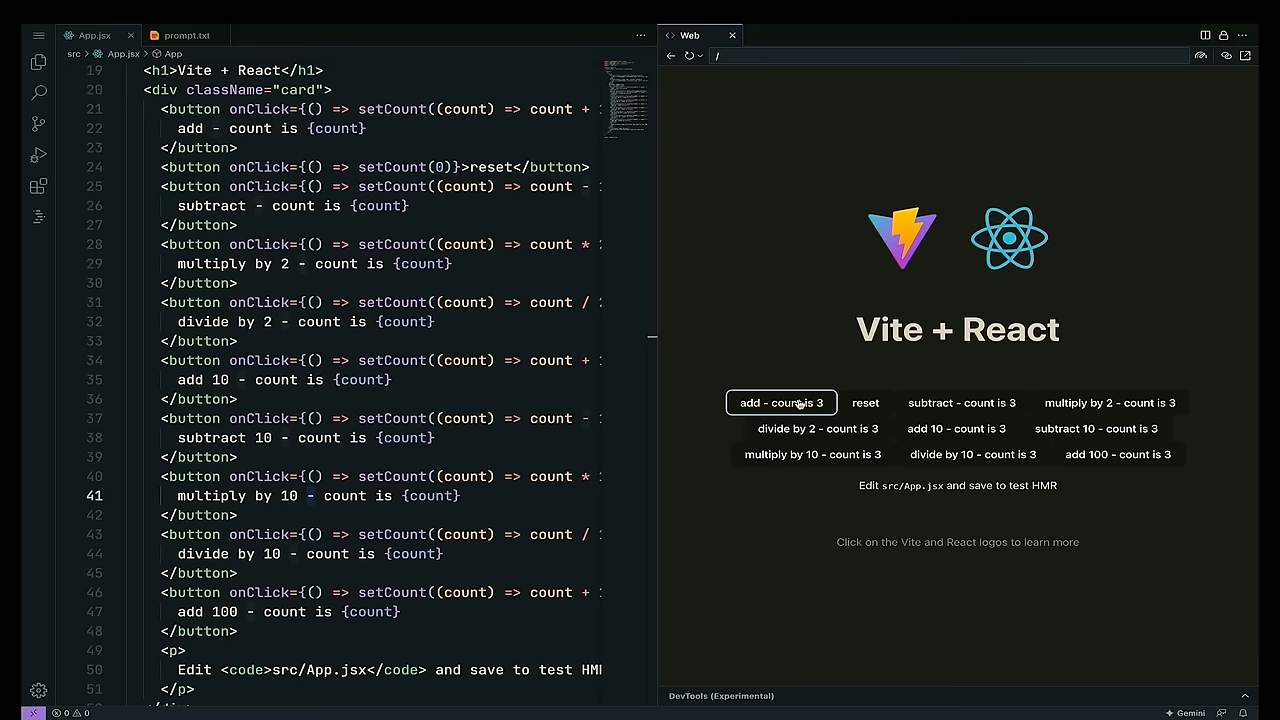 App.jsx
prompt.txt
src > App.jsx > App
19 <h1>Vite + React</h1>
20 <div className="card">
21 <button onClick={() => setCount((count) => count +
22 add - count is {count}
23 </button>
24 <button onClick={() => setCount(0)}>reset</button>
25 <button onClick={() => setCount((count) => count -
26 subtract - count is {count}
27 </button>
28 <button onClick={() => setCount((count) => count *
29 multiply by 2 - count is {count}
30 </button>
31 <button onClick={() => setCount((count) => count /
32 divide by 2 - count is {count}
33 </button>
34 <button onClick={() => setCount((count) => count +
35 add 10 - count is {count}
36 </button>
37 <button onClick={() => setCount((count) => count -
38 subtract 10 - count is {count}
39 </button>
40 <button onClick={() => setCount((count) => count *
41 multiply by 10 - count is {count}
42 </button>
43 <button onClick={() => setCount((count) => count /
44 divide by 10 - count is {count}
45 </button>
46 <button onClick={() => setCount((count) => count +
47 add 100 - count is {count}
48 </button>
49 <p>
50 Edit <code>src/App.jsx</code> and save to test HMR
51 </p>
0 0
Web
/
Vite + React
add - count is 3 reset subtract - count is 3 multiply by 2 - count is 3
divide by 2 - count is 3 add 10 - count is 3 subtract 10 - count is 3
multiply by 10 - count is 3 divide by 10 - count is 3 add 100 - count is 3
Edit src/App.jsx and save to test HMR
Click on the Vite and React logos to learn more
DevTools (Experimental)
Gemini